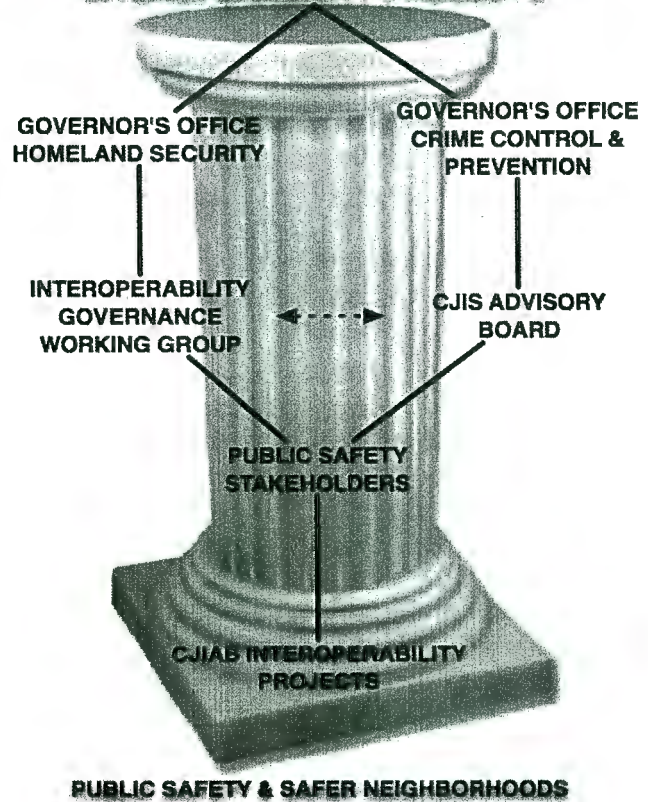 GOVERNOR'S OFFICE
HOMELAND SECURITY
GOVERNOR'S OFFICE
CRIME CONTROL &
PREVENTION
INTEROPERABILITY
GOVERNANCE
WORKING GROUP
CJIS ADVISORY
BOARD
PUBLIC SAFETY
STAKEHOLDERS
CJIAB INTEROPERABILITY
PROJECTS
PUBLIC SAFETY & SAFER NEIGHBORHOODS